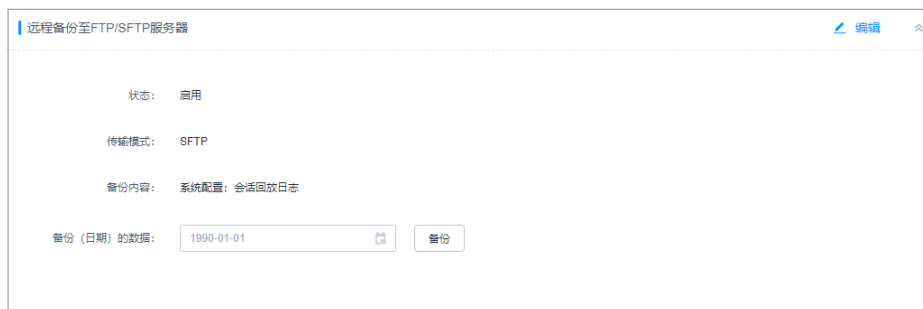 远程备份至FTP/SFTP服务器 编辑
状态： 启用
传输模式： SFTP
备份内容： 系统配置；会话回放日志
备份（日期）的数据： 1990-01-01 备份